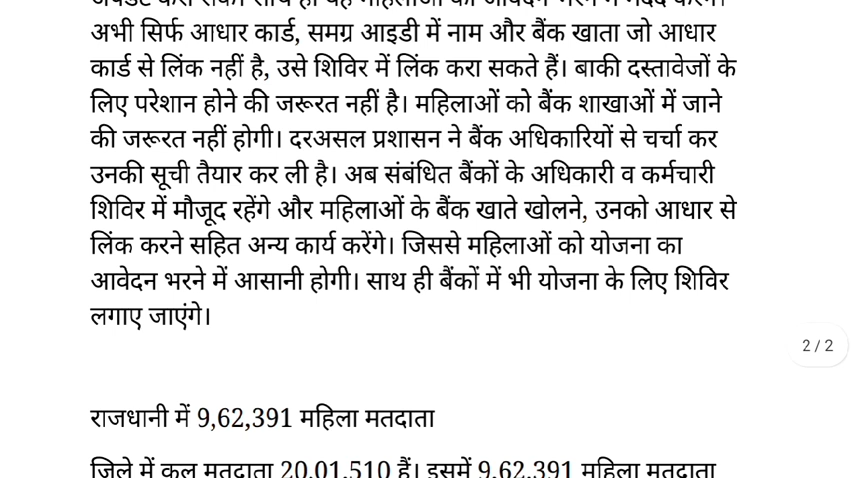 अभी सिर्फ आधार कार्ड, समग्र आइडी में नाम और बैंक खाता जो आधार
कार्ड से लिंक नहीं है, उसे शिविर में लिंक करा सकते हैं। बाकी दस्तावेजों के
लिए परेशान होने की जरूरत नहीं है। महिलाओं को बैंक शाखाओं में जाने
की जरूरत नहीं होगी। दरअसल प्रशासन ने बैंक अधिकारियों से चर्चा कर
उनकी सूची तैयार कर ली है। अब संबंधित बैंकों के अधिकारी व कर्मचारी
शिविर में मौजूद रहेंगे और महिलाओं के बैंक खाते खोलने, उनको आधार से
लिंक करने सहित अन्य कार्य करेंगे। जिससे महिलाओं को योजना का
आवेदन भरने में आसानी होगी। साथ ही बैंकों में भी योजना के लिए शिविर
लगाए जाएंगे।
2 / 2
राजधानी में 9,62,391 महिला मतदाता
जिले में कुल मतदाता 20,01,510 हैं। इसमें 9,62,391 महिला मतदाता